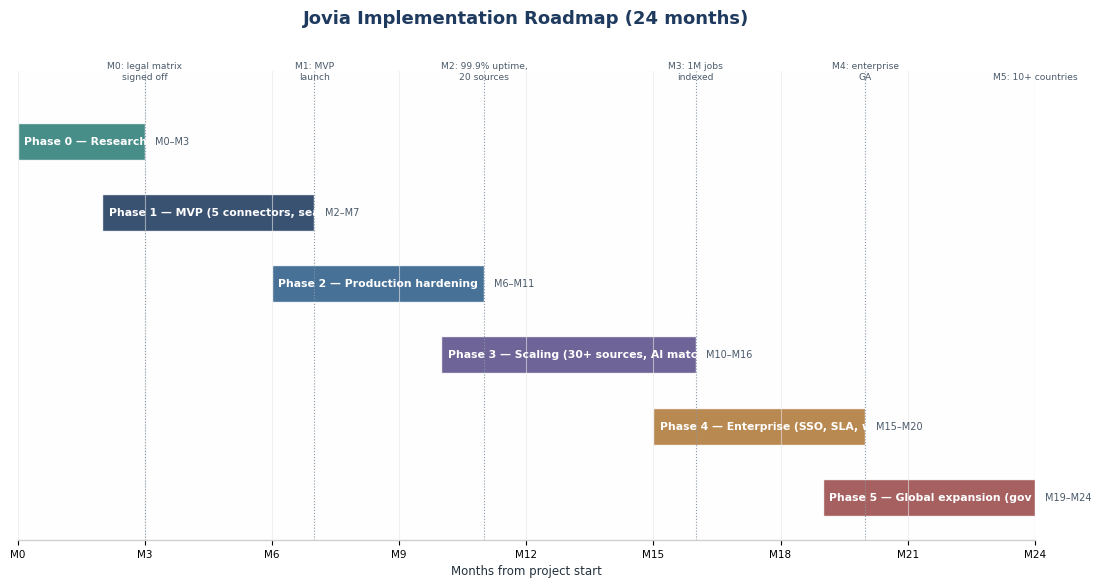 Jovia Implementation Roadmap (24 months)
M0: legal matrix
signed off
M1: MVP
launch
M2: 99.9% uptime,
20 sources
M3: 1M jobs
indexed
M4: enterprise
GA
M5: 10+ countries
Phase 0 — Research
M0–M3
Phase 1 — MVP (5 connectors, sea
M2–M7
Phase 2 — Production hardening
M6–M11
Phase 3 — Scaling (30+ sources, AI matc
M10–M16
Phase 4 — Enterprise (SSO, SLA,
M15–M20
Phase 5 — Global expansion (gov
M19–M24
M0 M3 M6 M9 M12 M15 M18 M21 M24
Months from project start